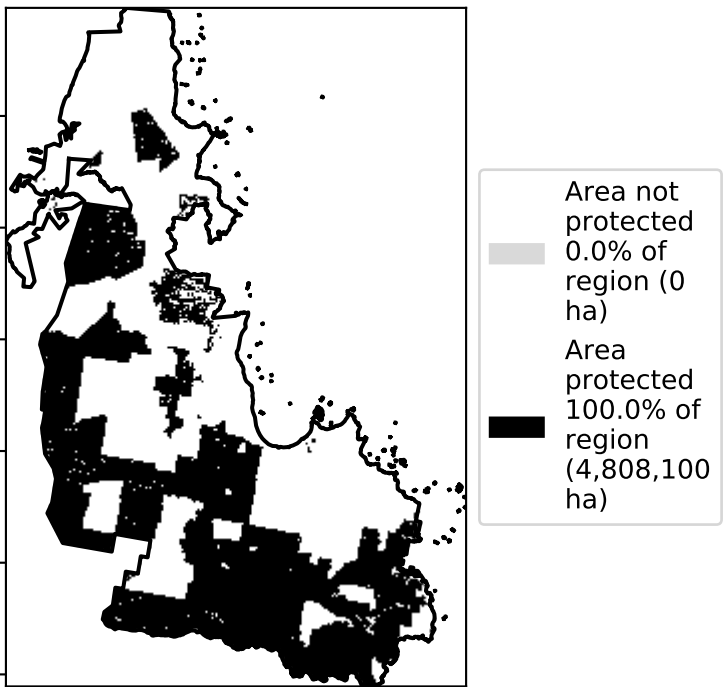 Area not
protected
0.0% of
region (0
ha)
Area
protected
100.0% of
region
(4,808,100
ha)